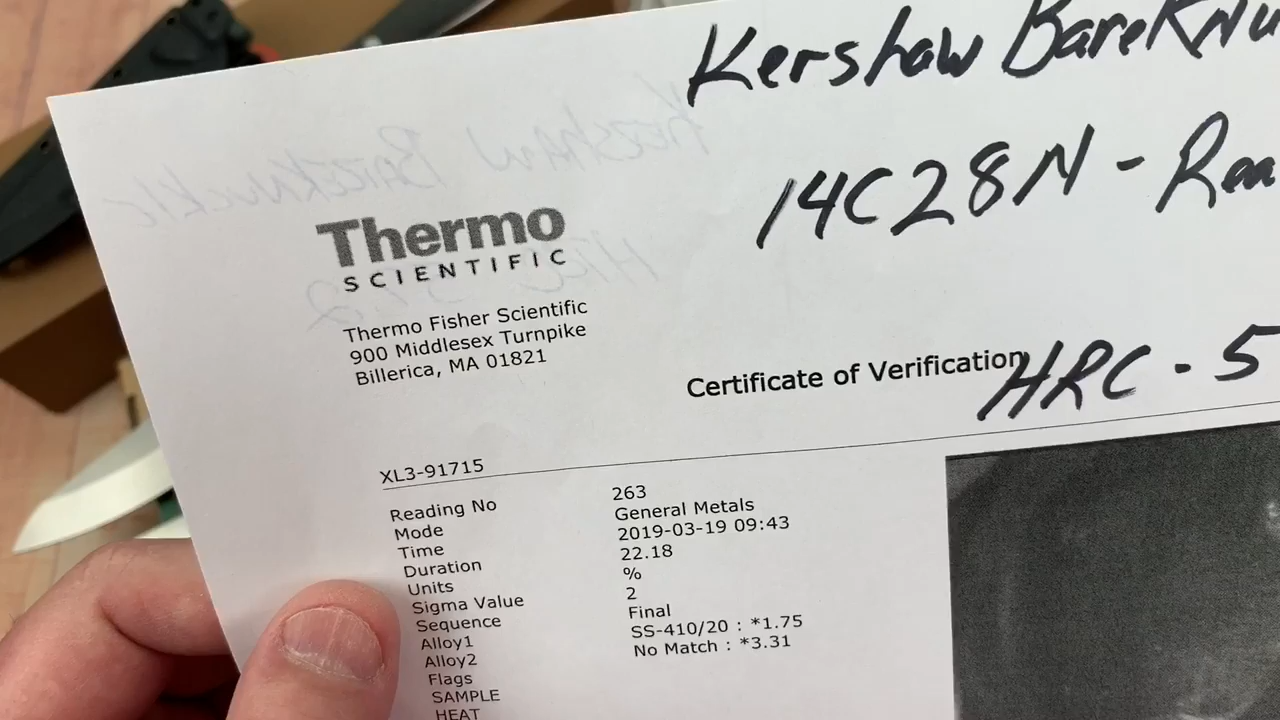 Kershaw BareKnu
14C28N - Rea
Thermo
SCIENTIFIC
Thermo Fisher Scientific
900 Middlesex Turnpike
Billerica, MA 01821
Certificate of Verification
HRC - 5
XL3-91715
Reading No 263
Mode General Metals
Time 2019-03-19 09:43
Duration 22.18
Units %
Sigma Value 2
Sequence Final
Alloy1 SS-410/20 : *1.75
Alloy2 No Match : *3.31
Flags
SAMPLE
HEAT